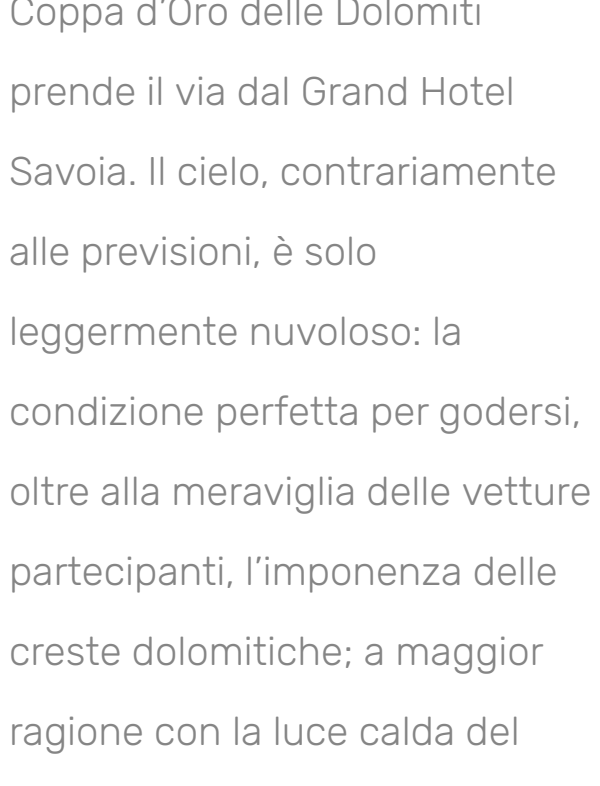 Coppa d’Oro delle Dolomiti
prende il via dal Grand Hotel
Savoia. Il cielo, contrariamente
alle previsioni, è solo
leggermente nuvoloso: la
condizione perfetta per godersi,
oltre alla meraviglia delle vetture
partecipanti, l’imponenza delle
creste dolomitiche; a maggior
ragione con la luce calda del